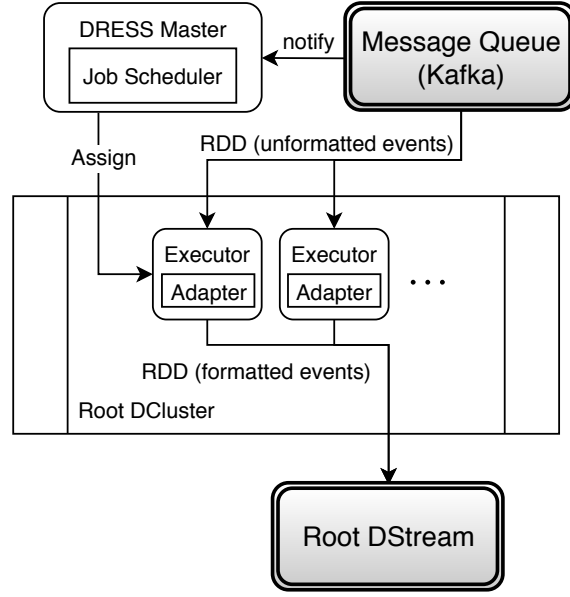 DRESS Master
Job Scheduler
notify
Message Queue
(Kafka)
RDD (unformatted events)
Assign
Executor
Adapter
Executor
Adapter
...
RDD (formatted events)
Root DCluster
Root DStream